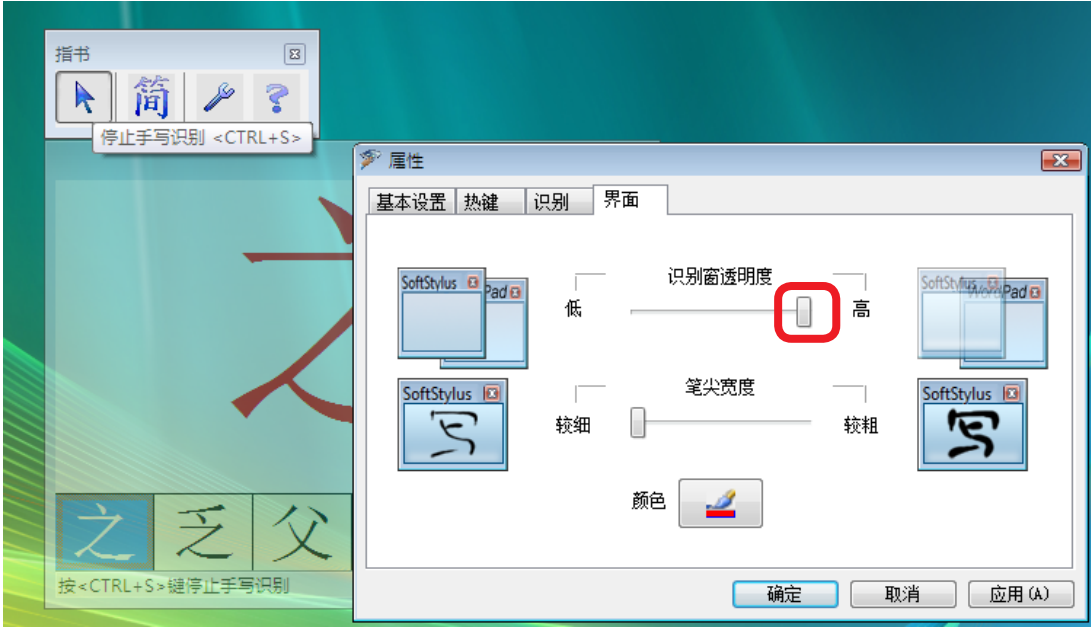 指书
简
停止手写识别 <CTRL+S>
属性
基本设置 热键 识别 界面
识别窗透明度
SoftStylus
Pad
低 高
SoftStylus
WordPad
笔尖宽度
SoftStylus
写
较细 较粗
SoftStylus
写
颜色
之
之 乏 父
按<CTRL+S>键停止手写识别
确定 取消 应用(A)